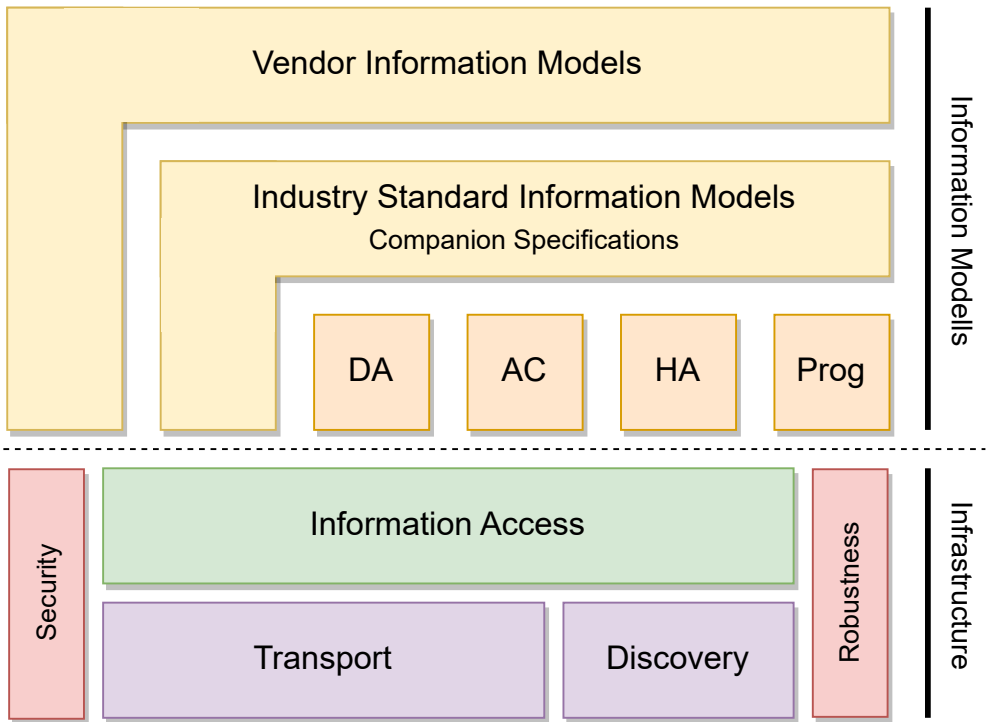 Vendor Information Models
Industry Standard Information Models
Companion Specifications
DA
AC
HA
Prog
Information Modells
Security
Information Access
Transport
Discovery
Robustness
Infrastructure